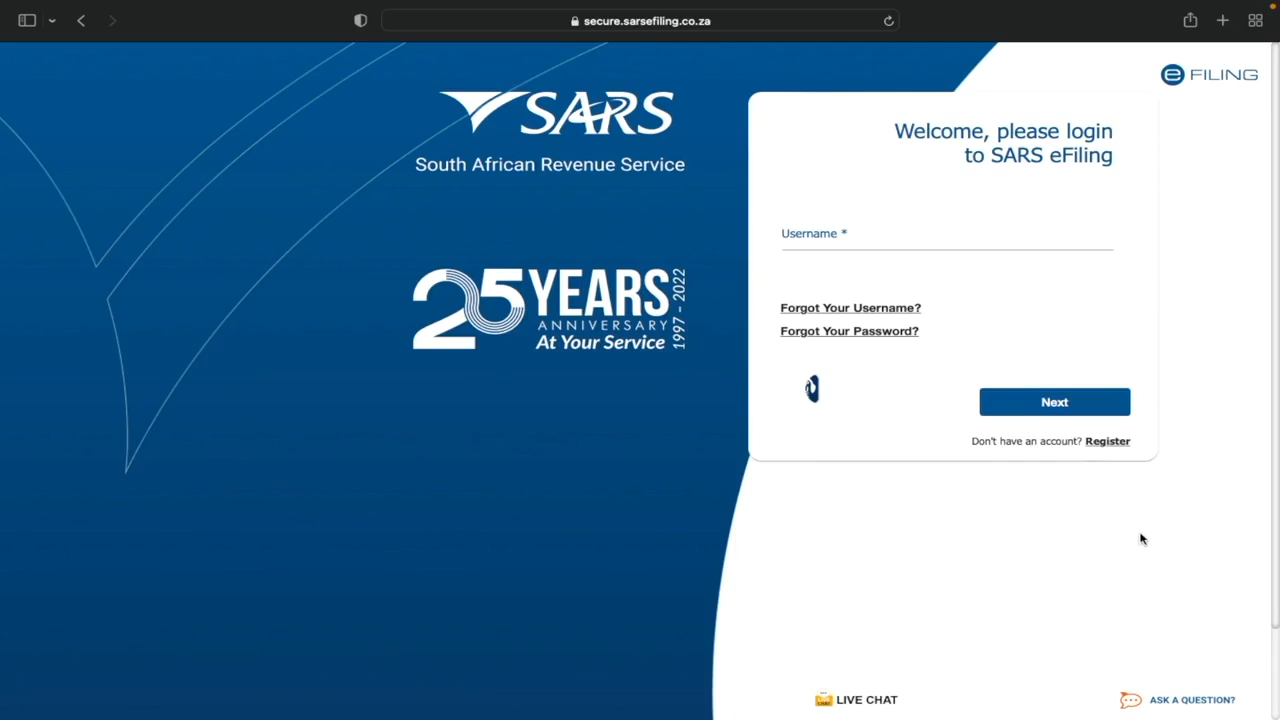 secure.sarsefiling.co.za
e FILING
SARS
South African Revenue Service
25 YEARS
ANNIVERSARY
At Your Service
1997 - 2022
Welcome, please login
to SARS eFiling
Username *
Forgot Your Username?
Forgot Your Password?
Next
Don't have an account? Register
LIVE CHAT
ASK A QUESTION?